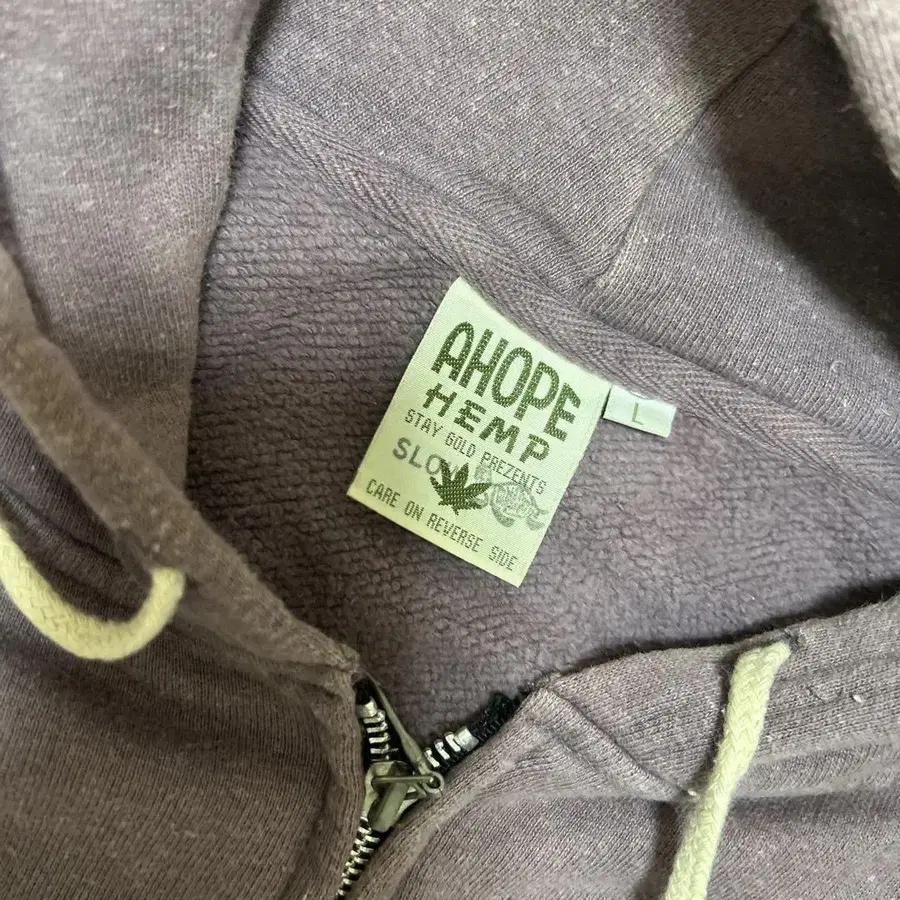 AHOPE
HEMP
STAY GOLD PREZENTS
SLOW
CARE ON REVERSE SIDE
L